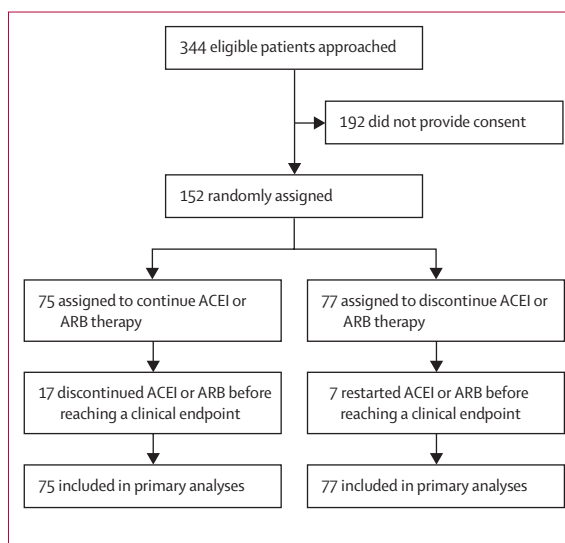 344 eligible patients approached
192 did not provide consent
152 randomly assigned
75 assigned to continue ACEI or
ARB therapy
77 assigned to discontinue ACEI or
ARB therapy
17 discontinued ACEI or ARB before
reaching a clinical endpoint
7 restarted ACEI or ARB before
reaching a clinical endpoint
75 included in primary analyses
77 included in primary analyses